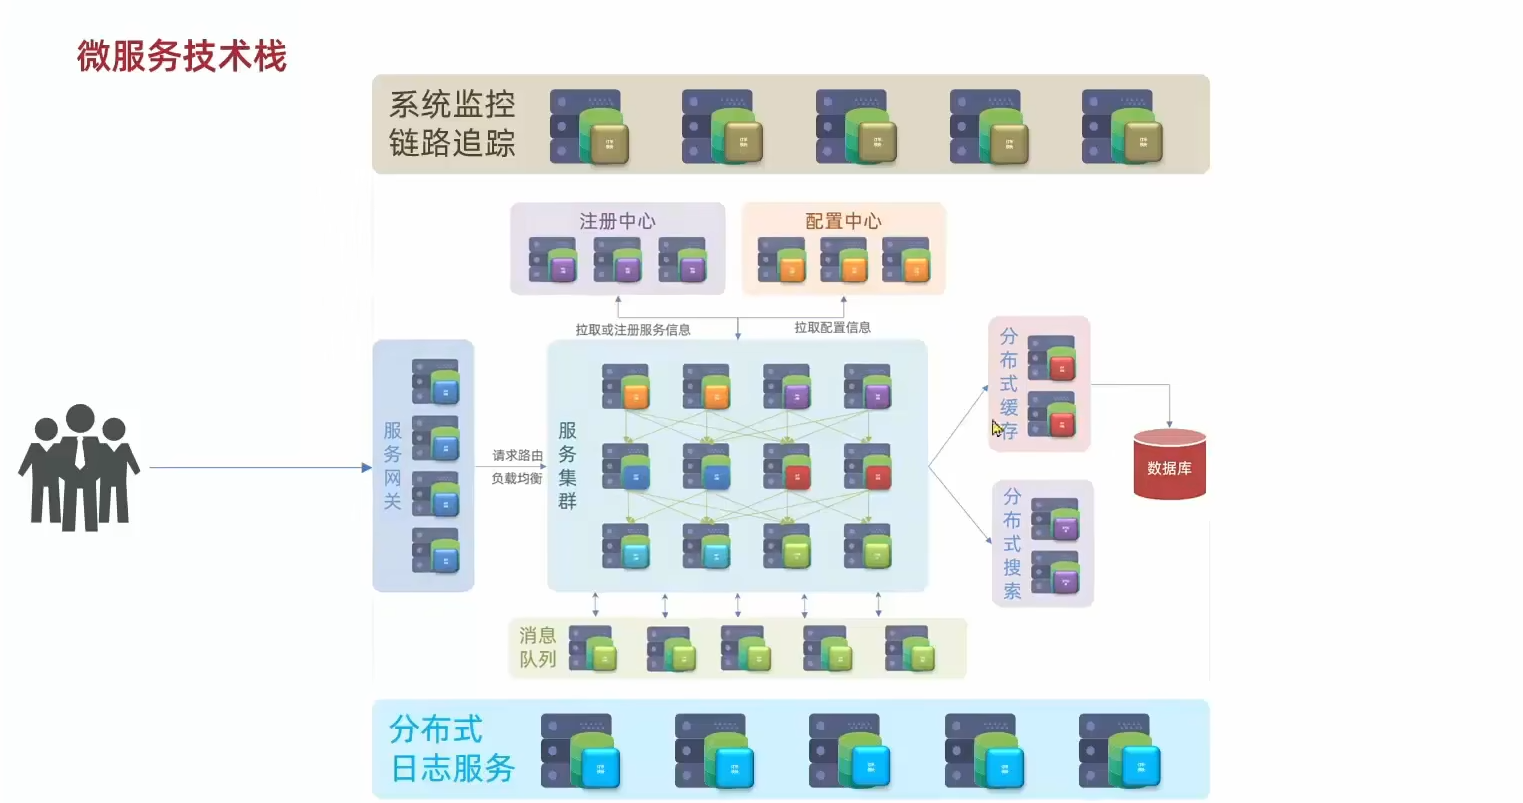 微服务技术栈
系统监控
链路追踪
注册中心
配置中心
拉取或注册服务信息
拉取配置信息
服务网关
请求路由
负载均衡
服务集群
分布式缓存
数据库
分布式搜索
消息
队列
分布式
日志服务